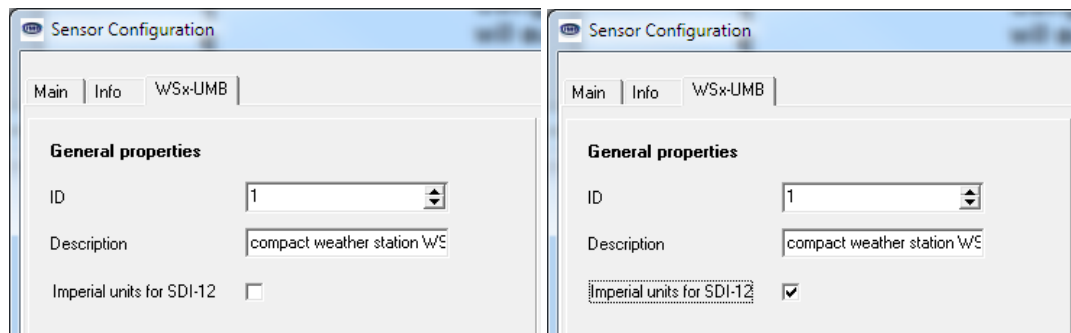 Sensor Configuration
Main Info WSx-UMB
General properties
ID 1
Description compact weather station WS
Imperial units for SDI-12
Sensor Configuration
Main Info WSx-UMB
General properties
ID 1
Description compact weather station WS
Imperial units for SDI-12